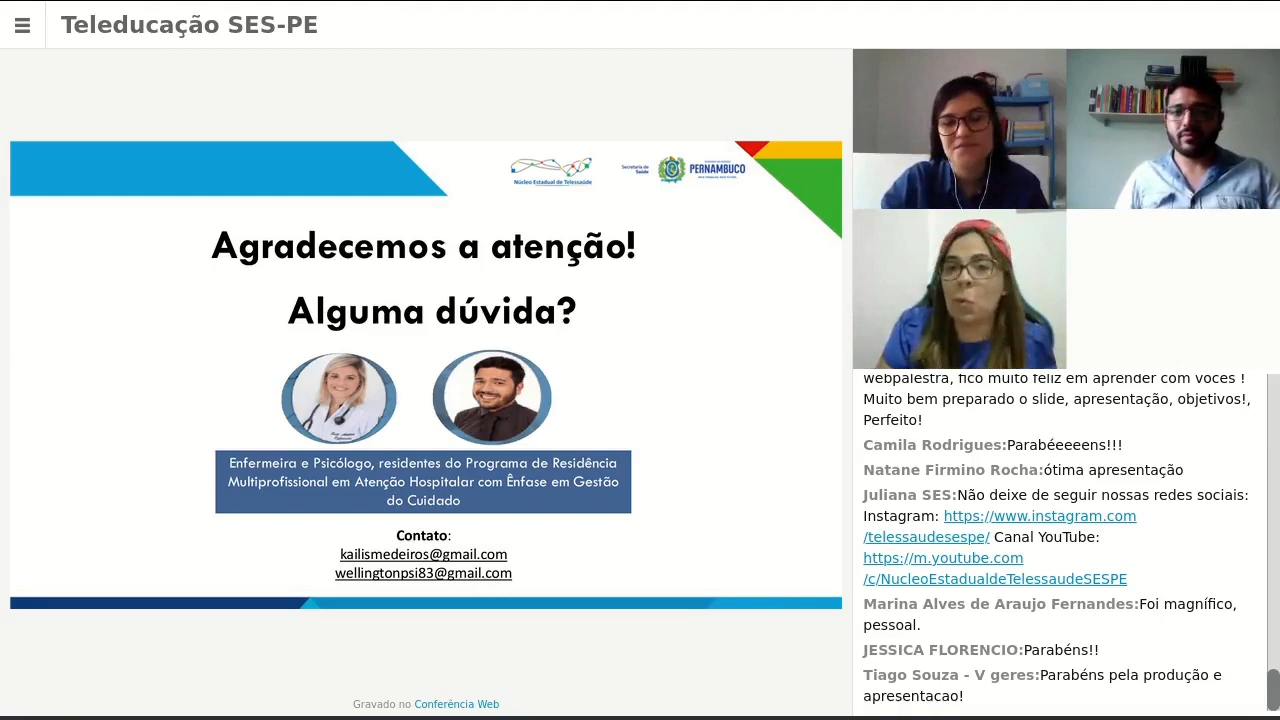 Teleducação SES-PE
Núcleo Estadual de Telessaúde
Secretaria de
Saúde
PERNAMBUCO
Agradecemos a atenção!
Alguma dúvida?
Enfermeira e Psicólogo, residentes do Programa de Residência
Multiprofissional em Atenção Hospitalar com Ênfase em Gestão
do Cuidado
Contato:
kailismedeiros@gmail.com
wellingtonpsi83@gmail.com
Gravado no Conferência Web
webpalestra, fico muito feliz em aprender com voces !
Muito bem preparado o slide, apresentação, objetivos!,
Perfeito!
Camila Rodrigues:Parabéeeeens!!!
Natane Firmino Rocha:ótima apresentação
Juliana SES:Não deixe de seguir nossas redes sociais:
Instagram: https://www.instagram.com
/telessaudesespe/ Canal YouTube:
https://m.youtube.com
/c/NucleoEstadualdeTelessaudeSESPE
Marina Alves de Araujo Fernandes:Foi magnífico,
pessoal.
JESSICA FLORENCIO:Parabéns!!
Tiago Souza - V geres:Parabéns pela produção e
apresentacao!